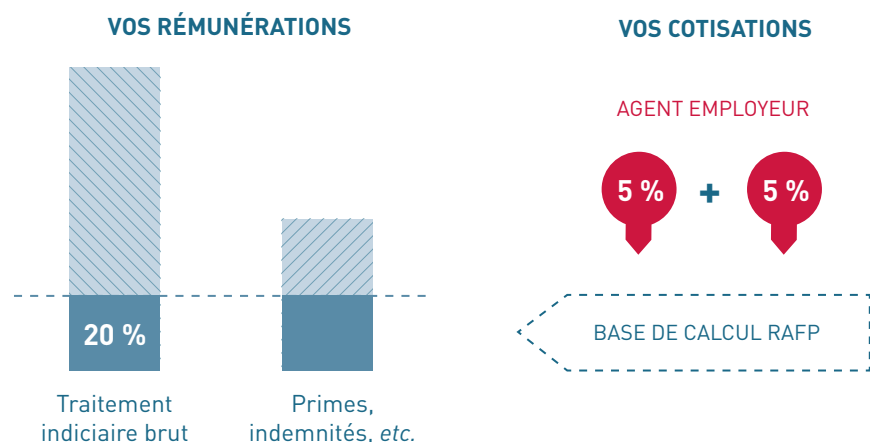 VOS RÉMUNÉRATIONS
20 %
Traitement
indiciaire brut
Primes,
indemnités, etc.
VOS COTISATIONS
AGENT EMPLOYEUR
5 % + 5 %
BASE DE CALCUL RAFP